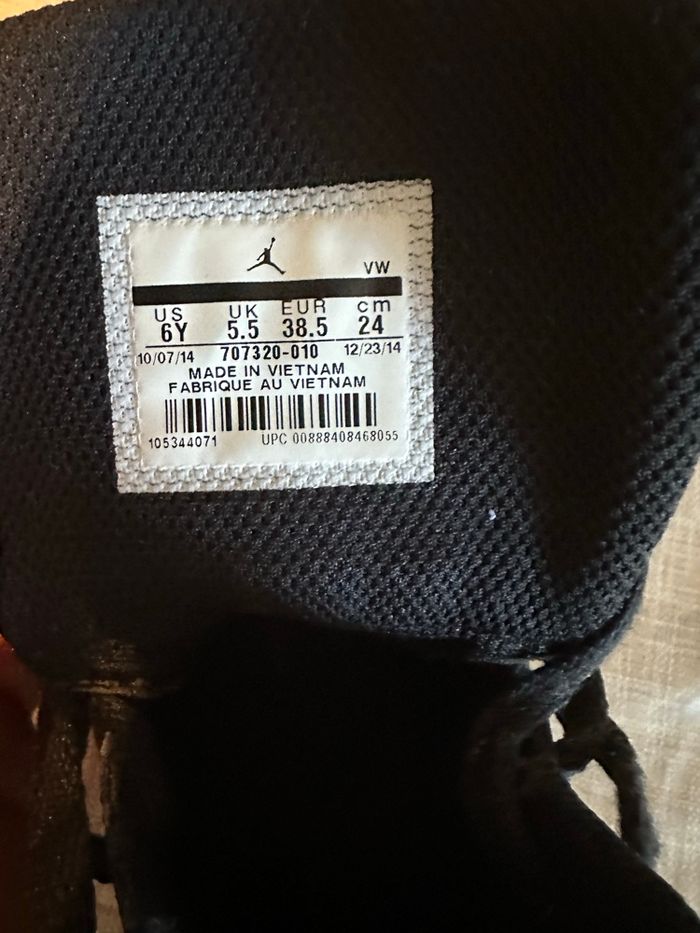 VW
US UK EUR cm
6Y 5.5 38.5 24
10/07/14 707320-010 12/23/14
MADE IN VIETNAM
FABRIQUE AU VIETNAM
105344071 UPC 00888408468055